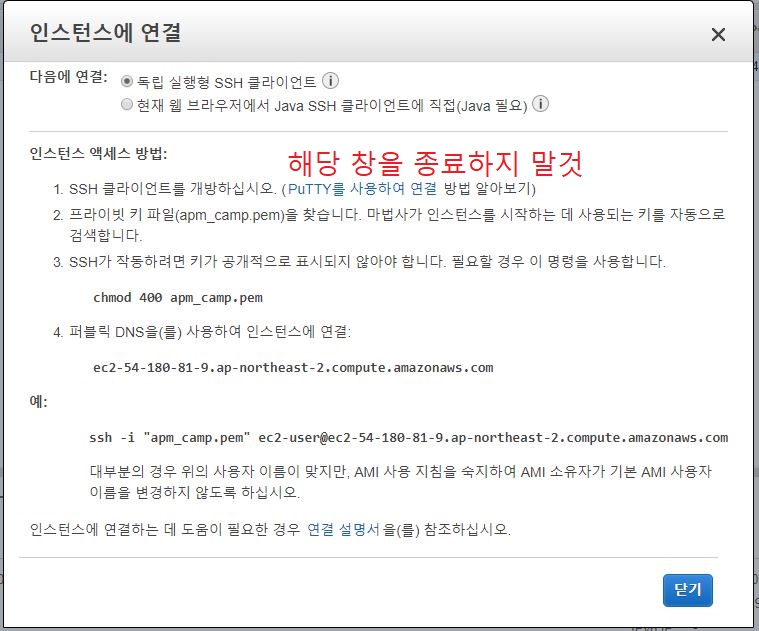 인스턴스에 연결
다음에 연결: 독립 실행형 SSH 클라이언트
현재 웹 브라우저에서 Java SSH 클라이언트에 직접(Java 필요)
인스턴스 액세스 방법:
해당 창을 종료하지 말것
1. SSH 클라이언트를 개방하십시오. (PuTTY를 사용하여 연결 방법 알아보기)
2. 프라이빗 키 파일(apm_camp.pem)을 찾습니다. 마법사가 인스턴스를 시작하는 데 사용되는 키를 자동으로
검색합니다.
3. SSH가 작동하려면 키가 공개적으로 표시되지 않아야 합니다. 필요할 경우 이 명령을 사용합니다.
chmod 400 apm_camp.pem
4. 퍼블릭 DNS을(를) 사용하여 인스턴스에 연결:
ec2-54-180-81-9.ap-northeast-2.compute.amazonaws.com
예:
ssh -i "apm_camp.pem" ec2-user@ec2-54-180-81-9.ap-northeast-2.compute.amazonaws.com
대부분의 경우 위의 사용자 이름이 맞지만, AMI 사용 지침을 숙지하여 AMI 소유자가 기본 AMI 사용자
이름을 변경하지 않도록 하십시오.
인스턴스에 연결하는 데 도움이 필요한 경우 연결 설명서을(를) 참조하십시오.
닫기